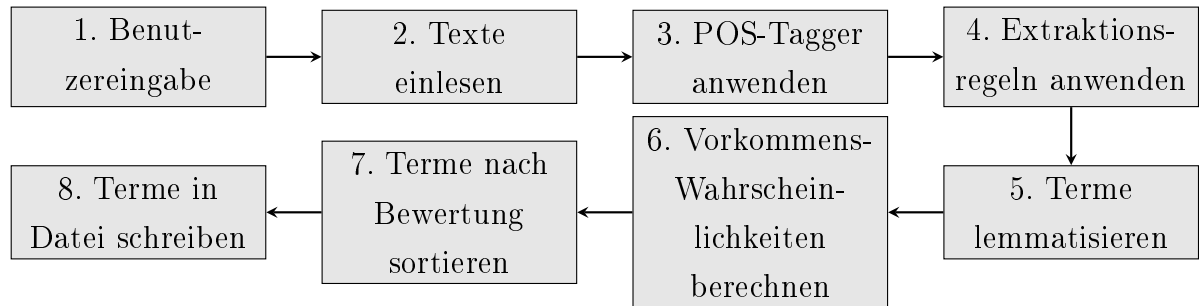 1. Benut-
zereingabe
2. Texte
einlesen
3. POS-Tagger
anwenden
4. Extraktions-
regeln anwenden
5. Terme
lemmatisieren
6. Vorkommens-
Wahrschein-
lichkeiten
berechnen
7. Terme nach
Bewertung
sortieren
8. Terme in
Datei schreiben